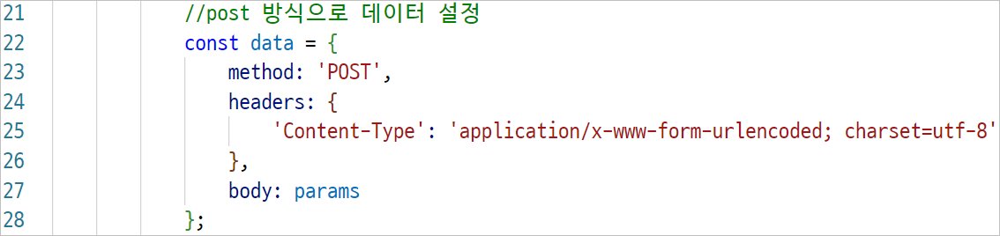 21 //post 방식으로 데이터 설정
22 const data = {
23 method: 'POST',
24 headers: {
25 'Content-Type': 'application/x-www-form-urlencoded; charset=utf-8'
26 },
27 body: params
28 };